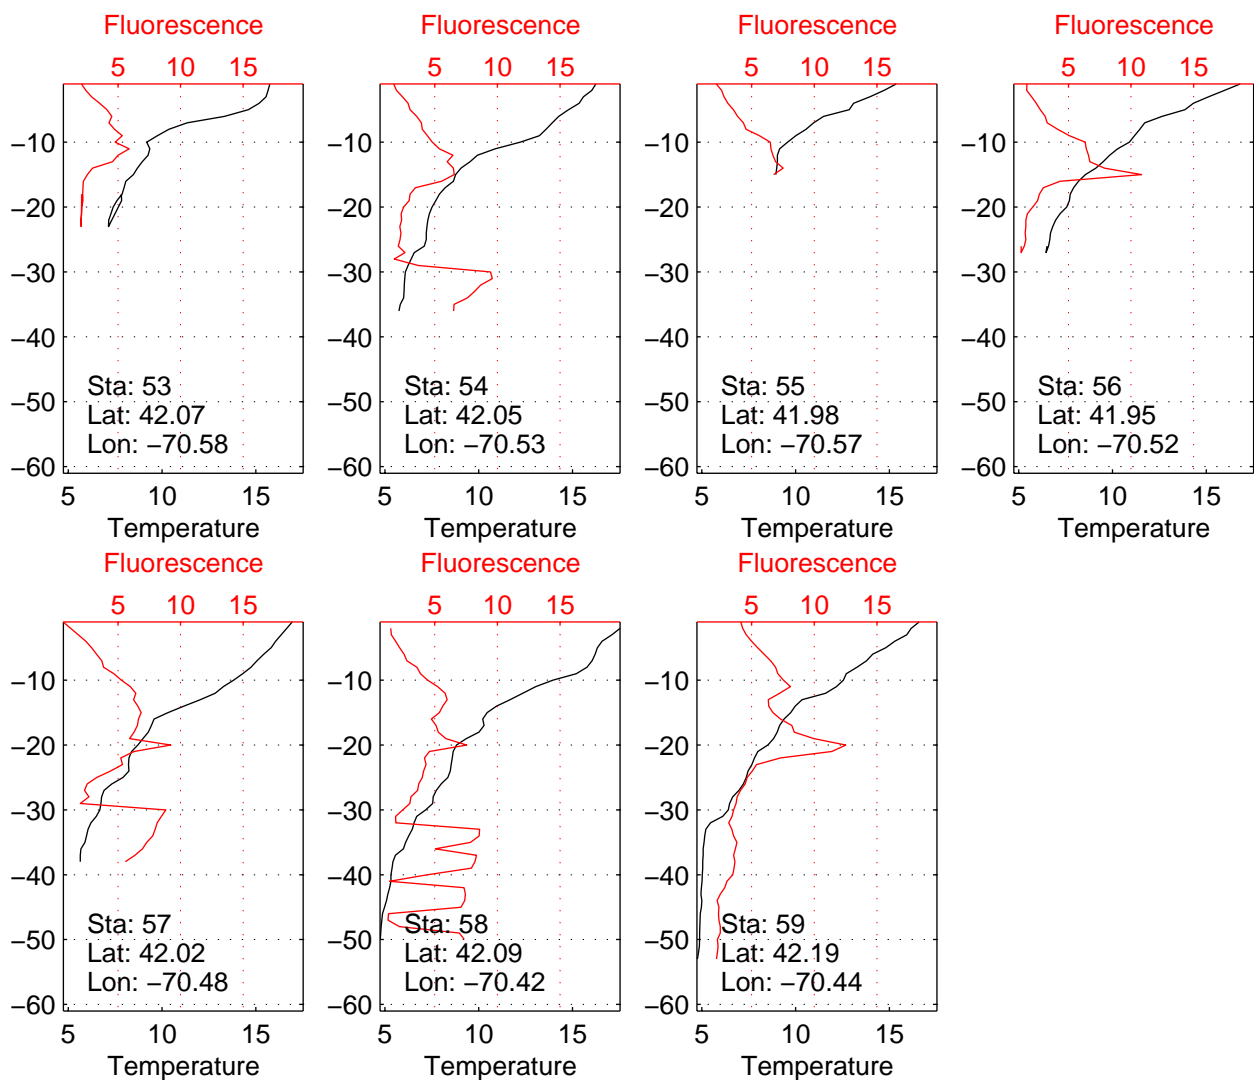 Fluorescence Fluorescence Fluorescence Fluorescence
5 10 15 5 10 15 5 10 15 5 10 15
−10 −10 −10 −10
−20 −20 −20 −20
−30 −30 −30 −30
−40 −40 −40 −40
Sta: 53 Sta: 54 Sta: 55 Sta: 56
−50 Lat: 42.07 −50 Lat: 42.05 −50 Lat: 41.98 −50 Lat: 41.95
Lon: −70.58 Lon: −70.53 Lon: −70.57 Lon: −70.52
−60 −60 −60 −60
5 10 15 5 10 15 5 10 15 5 10 15
Temperature Temperature Temperature Temperature
Fluorescence Fluorescence Fluorescence
5 10 15 5 10 15 5 10 15
−10 −10 −10
−20 −20 −20
−30 −30 −30
−40 −40 −40
Sta: 57 Sta: 58 Sta: 59
−50 Lat: 42.02 −50 Lat: 42.09 −50 Lat: 42.19
Lon: −70.48 Lon: −70.42 Lon: −70.44
−60 −60 −60
5 10 15 5 10 15 5 10 15
Temperature Temperature Temperature